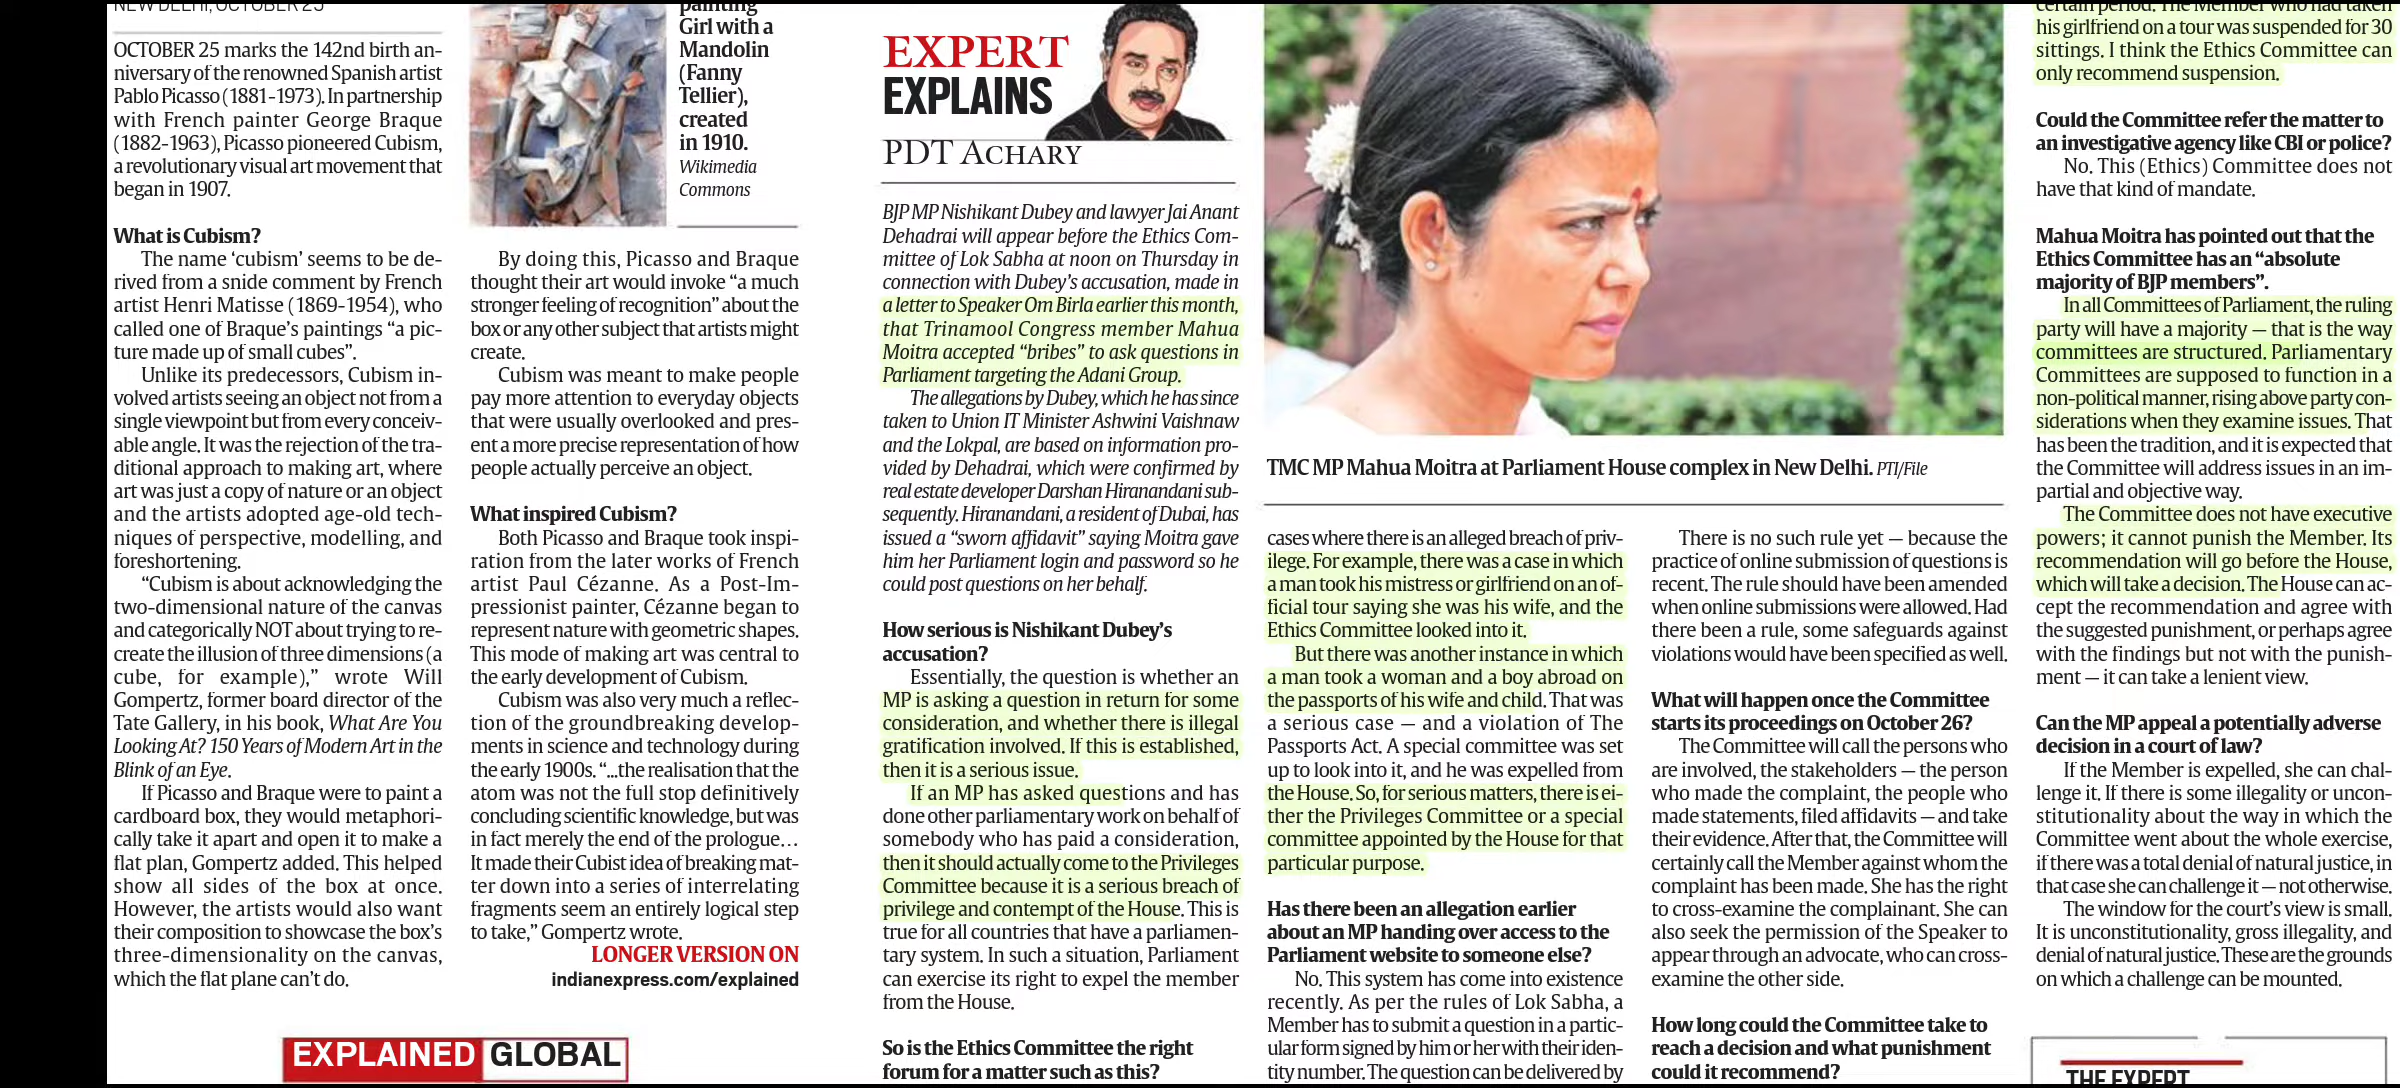 NEW DELHI, OCTOBER 25
OCTOBER 25 marks the 142nd birth an-
niversary of the renowned Spanish artist
Pablo Picasso (1881-1973). In partnership
with French painter George Braque
(1882-1963), Picasso pioneered Cubism,
a revolutionary visual art movement that
began in 1907.
What is Cubism?
The name ‘cubism’ seems to be de-
rived from a snide comment by French
artist Henri Matisse (1869-1954), who
called one of Braque’s paintings “a pic-
ture made up of small cubes”.
Unlike its predecessors, Cubism in-
volved artists seeing an object not from a
single viewpoint but from every conceiv-
able angle. It was the rejection of the tra-
ditional approach to making art, where
art was just a copy of nature or an object
and the artists adopted age-old tech-
niques of perspective, modelling, and
foreshortening.
“Cubism is about acknowledging the
two-dimensional nature of the canvas
and categorically NOT about trying to re-
create the illusion of three dimensions (a
cube, for example),” wrote Will
Gompertz, former board director of the
Tate Gallery, in his book, What Are You
Looking At? 150 Years of Modern Art in the
Blink of an Eye.
If Picasso and Braque were to paint a
cardboard box, they would metaphori-
cally take it apart and open it to make a
flat plan, Gompertz added. This helped
show all sides of the box at once.
However, the artists would also want
their composition to showcase the box’s
three-dimensionality on the canvas,
which the flat plane can’t do.
painting
Girl with a
Mandolin
(Fanny
Tellier),
created
in 1910.
Wikimedia
Commons
By doing this, Picasso and Braque
thought their art would invoke “a much
stronger feeling of recognition” about the
box or any other subject that artists might
create.
Cubism was meant to make people
pay more attention to everyday objects
that were usually overlooked and pres-
ent a more precise representation of how
people actually perceive an object.
What inspired Cubism?
Both Picasso and Braque took inspi-
ration from the later works of French
artist Paul Cézanne. As a Post-Im-
pressionist painter, Cézanne began to
represent nature with geometric shapes.
This mode of making art was central to
the early development of Cubism.
Cubism was also very much a reflec-
tion of the groundbreaking develop-
ments in science and technology during
the early 1900s. “...the realisation that the
atom was not the full stop definitively
concluding scientific knowledge, but was
in fact merely the end of the prologue…
It made their Cubist idea of breaking mat-
ter down into a series of interrelating
fragments seem an entirely logical step
to take,” Gompertz wrote.
LONGER VERSION ON
indianexpress.com/explained
EXPLAINED GLOBAL
EXPERT
EXPLAINS
PDT ACHARY
BJP MP Nishikant Dubey and lawyer Jai Anant
Dehadrai will appear before the Ethics Com-
mittee of Lok Sabha at noon on Thursday in
connection with Dubey’s accusation, made in
a letter to Speaker Om Birla earlier this month,
that Trinamool Congress member Mahua
Moitra accepted “bribes” to ask questions in
Parliament targeting the Adani Group.
The allegations by Dubey, which he has since
taken to Union IT Minister Ashwini Vaishnaw
and the Lokpal, are based on information pro-
vided by Dehadrai, which were confirmed by
real estate developer Darshan Hiranandani sub-
sequently. Hiranandani, a resident of Dubai, has
issued a “sworn affidavit” saying Moitra gave
him her Parliament login and password so he
could post questions on her behalf.
How serious is Nishikant Dubey’s
accusation?
Essentially, the question is whether an
MP is asking a question in return for some
consideration, and whether there is illegal
gratification involved. If this is established,
then it is a serious issue.
If an MP has asked questions and has
done other parliamentary work on behalf of
somebody who has paid a consideration,
then it should actually come to the Privileges
Committee because it is a serious breach of
privilege and contempt of the House. This is
true for all countries that have a parliamen-
tary system. In such a situation, Parliament
can exercise its right to expel the member
from the House.
So is the Ethics Committee the right
forum for a matter such as this?
TMC MP Mahua Moitra at Parliament House complex in New Delhi. PTI/File
cases where there is an alleged breach of priv-
ilege. For example, there was a case in which
a man took his mistress or girlfriend on an of-
ficial tour saying she was his wife, and the
Ethics Committee looked into it.
But there was another instance in which
a man took a woman and a boy abroad on
the passports of his wife and child. That was
a serious case — and a violation of The
Passports Act. A special committee was set
up to look into it, and he was expelled from
the House. So, for serious matters, there is ei-
ther the Privileges Committee or a special
committee appointed by the House for that
particular purpose.
Has there been an allegation earlier
about an MP handing over access to the
Parliament website to someone else?
No. This system has come into existence
recently. As per the rules of Lok Sabha, a
Member has to submit a question in a partic-
ular form signed by him or her with their iden-
tity number. The question can be delivered by
There is no such rule yet — because the
practice of online submission of questions is
recent. The rule should have been amended
when online submissions were allowed. Had
there been a rule, some safeguards against
violations would have been specified as well.
What will happen once the Committee
starts its proceedings on October 26?
The Committee will call the persons who
are involved, the stakeholders — the person
who made the complaint, the people who
made statements, filed affidavits — and take
their evidence. After that, the Committee will
certainly call the Member against whom the
complaint has been made. She has the right
to cross-examine the complainant. She can
also seek the permission of the Speaker to
appear through an advocate, who can cross-
examine the other side.
How long could the Committee take to
reach a decision and what punishment
could it recommend?
certain period. The Member who had taken
his girlfriend on a tour was suspended for 30
sittings. I think the Ethics Committee can
only recommend suspension.
Could the Committee refer the matter to
an investigative agency like CBI or police?
No. This (Ethics) Committee does not
have that kind of mandate.
Mahua Moitra has pointed out that the
Ethics Committee has an “absolute
majority of BJP members”.
In all Committees of Parliament, the ruling
party will have a majority — that is the way
committees are structured. Parliamentary
Committees are supposed to function in a
non-political manner, rising above party con-
siderations when they examine issues. That
has been the tradition, and it is expected that
the Committee will address issues in an im-
partial and objective way.
The Committee does not have executive
powers; it cannot punish the Member. Its
recommendation will go before the House,
which will take a decision. The House can ac-
cept the recommendation and agree with
the suggested punishment, or perhaps agree
with the findings but not with the punish-
ment — it can take a lenient view.
Can the MP appeal a potentially adverse
decision in a court of law?
If the Member is expelled, she can chal-
lenge it. If there is some illegality or uncon-
stitutionality about the way in which the
Committee went about the whole exercise,
if there was a total denial of natural justice, in
that case she can challenge it — not otherwise.
The window for the court’s view is small.
It is unconstitutionality, gross illegality, and
denial of natural justice. These are the grounds
on which a challenge can be mounted.
THE EXPERT